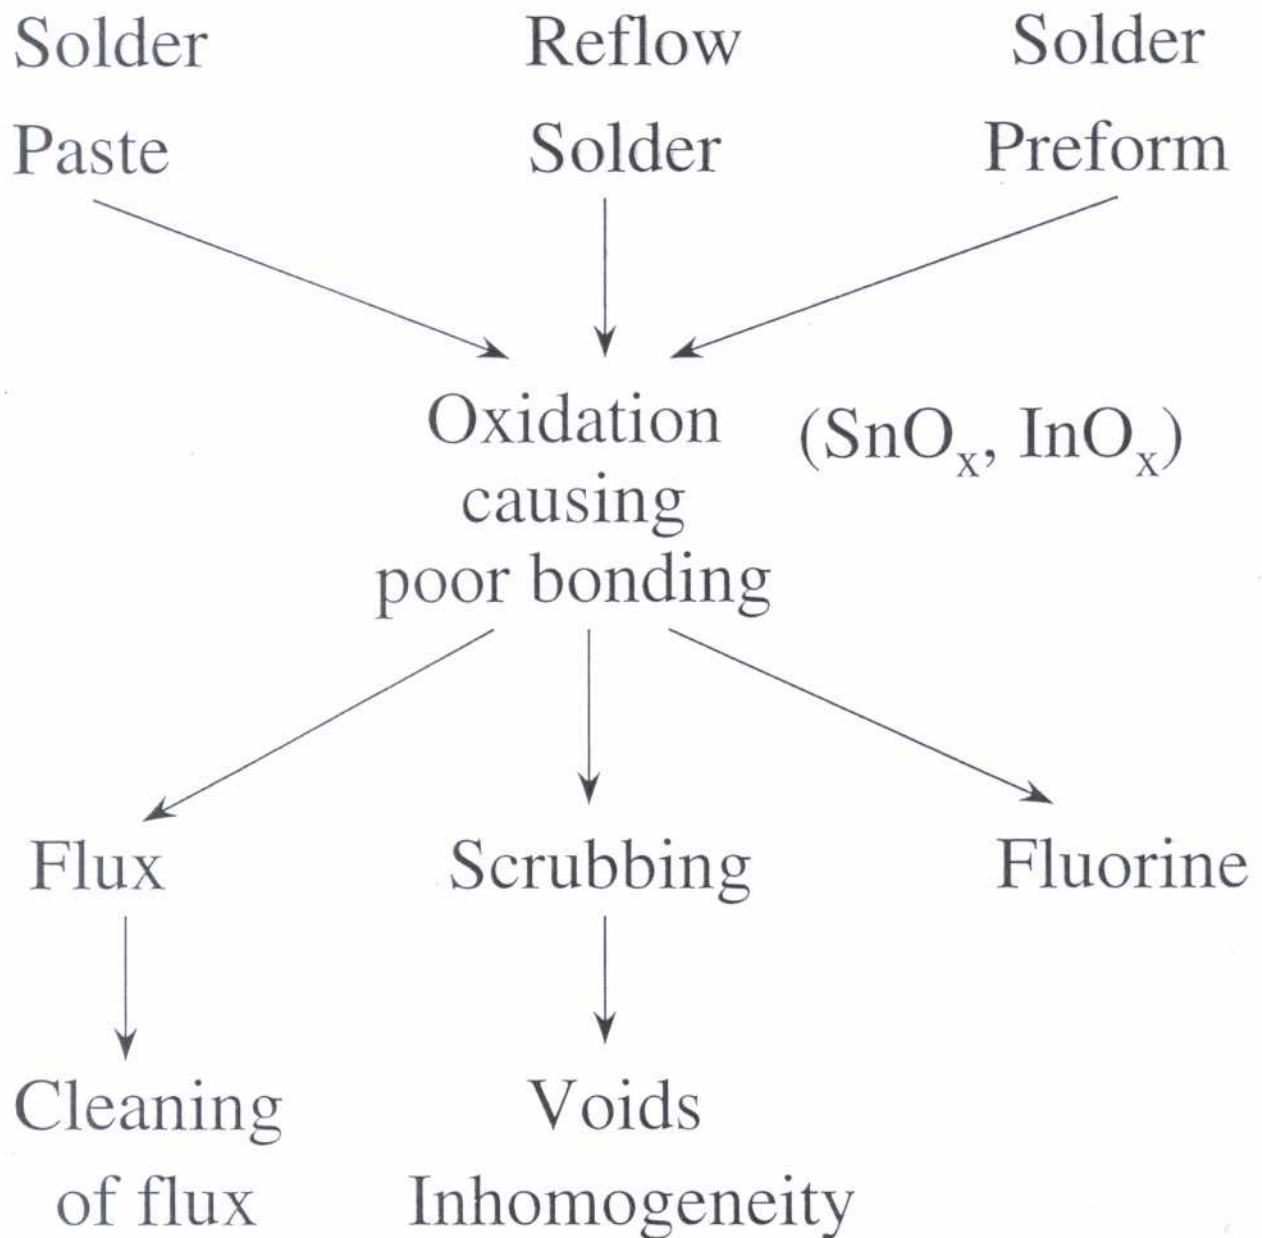 Solder
Paste
Reflow
Solder
Solder
Preform
Oxidation
causing
poor bonding
(SnOₓ, InOₓ)
Flux
Scrubbing
Fluorine
Cleaning
of flux
Voids
Inhomogeneity